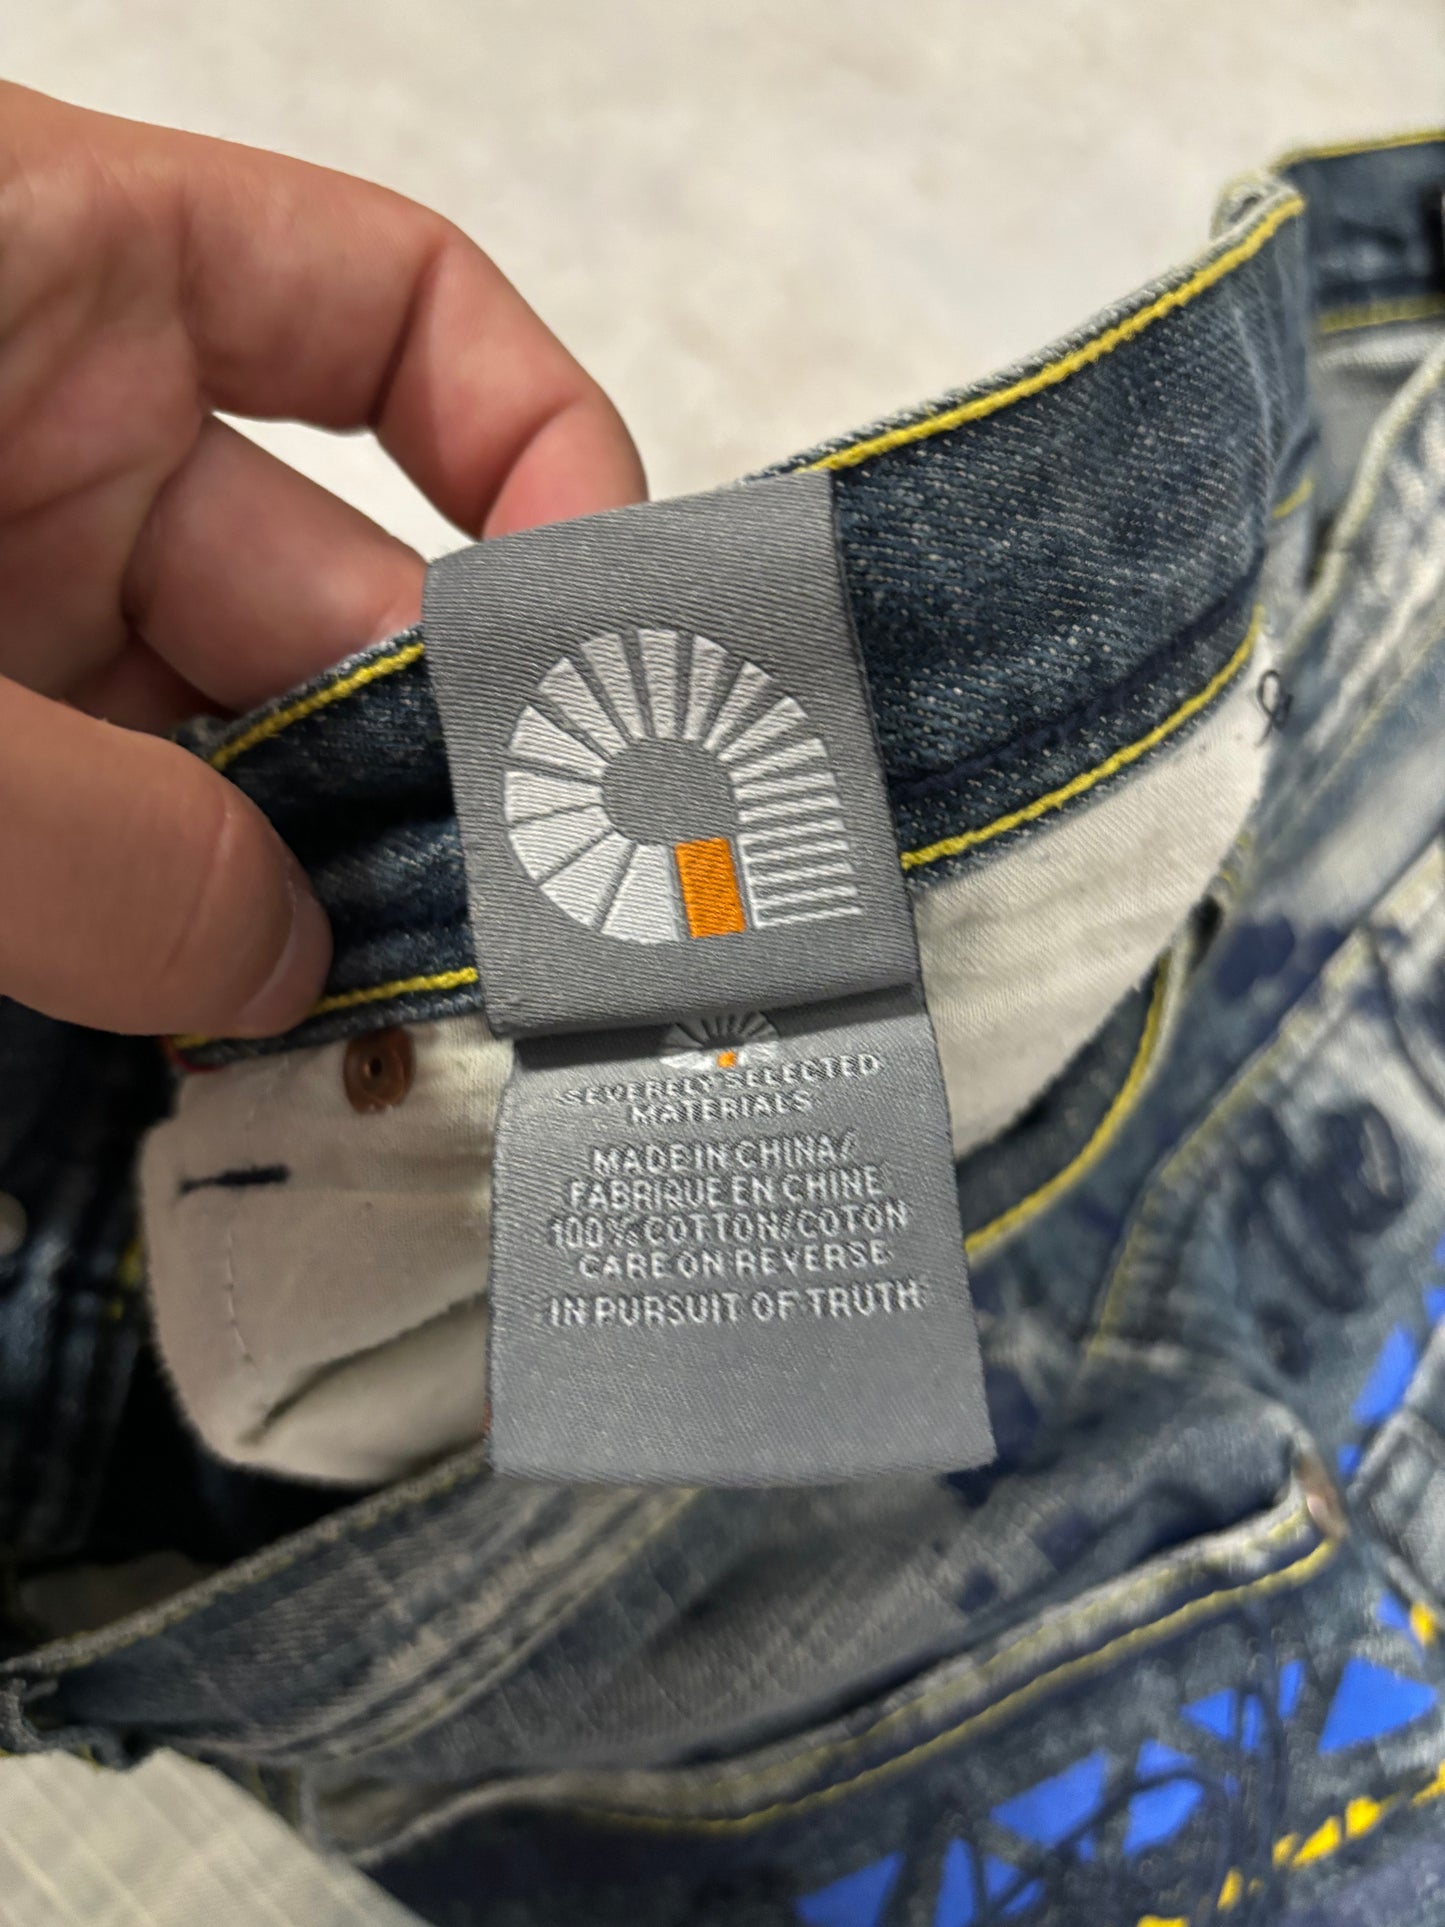 SEVERELY SELECTED
MATERIALS
MADE IN CHINA/
FABRIQUE EN CHINE
100% COTTON/COTON
CARE ON REVERSE
IN PURSUIT OF TRUTH